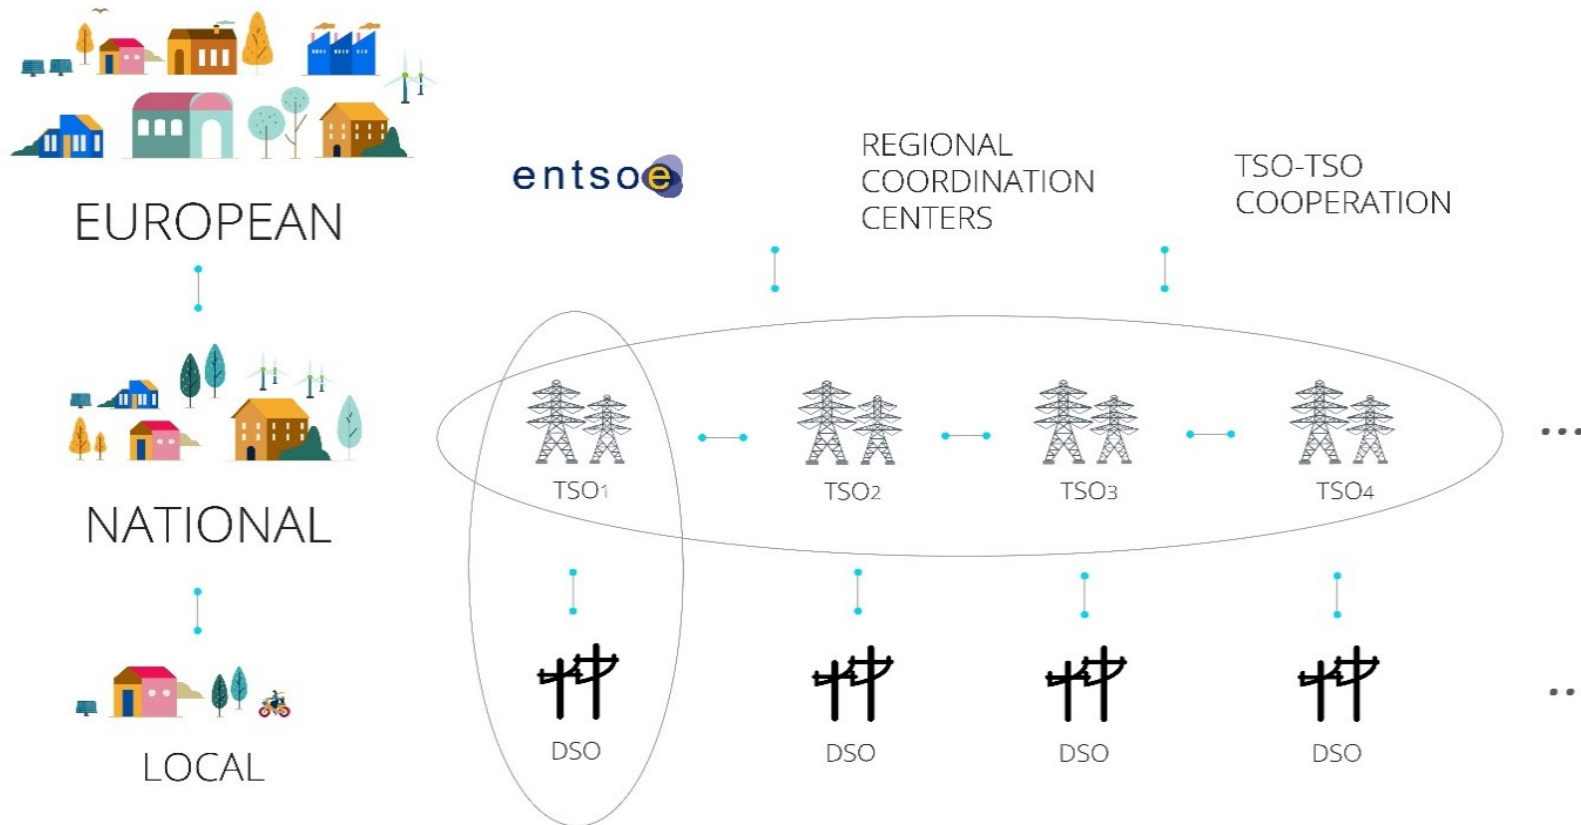 EUROPEAN
entsoe
REGIONAL
COORDINATION
CENTERS
TSO-TSO
COOPERATION
NATIONAL
TSO1
TSO2
TSO3
TSO4
...
LOCAL
DSO
DSO
DSO
DSO
..